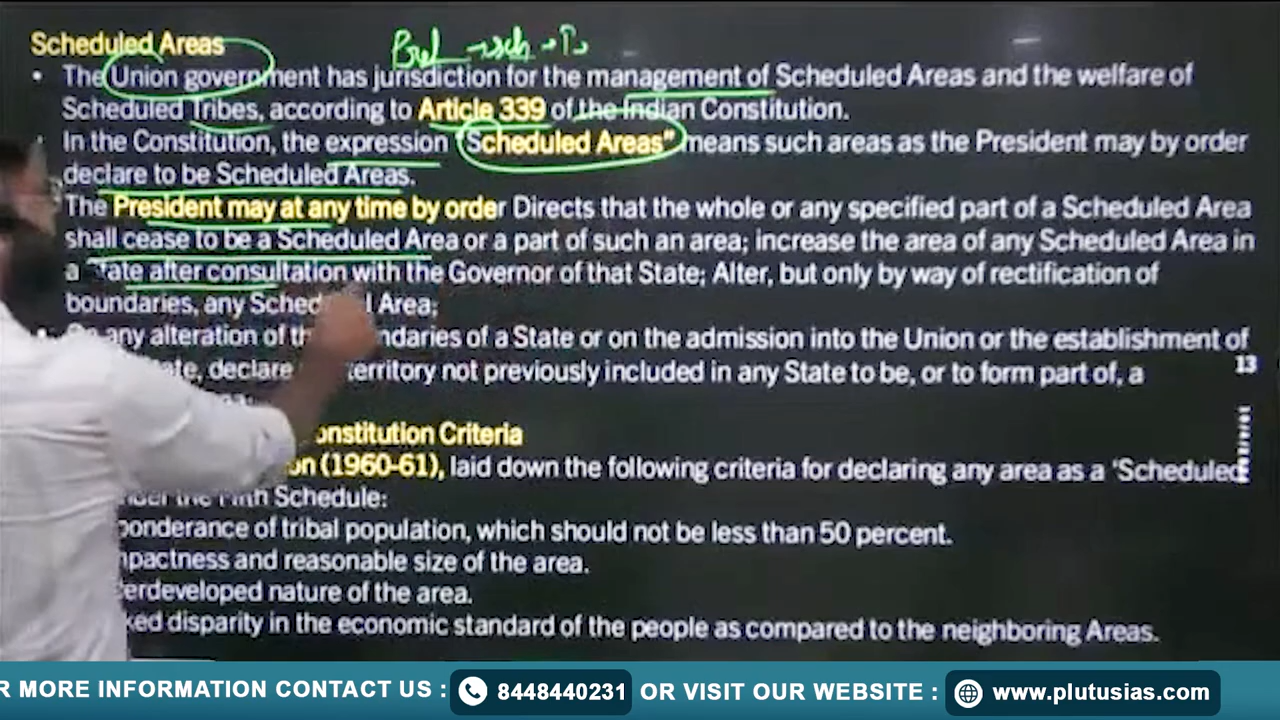 Scheduled Areas
• The Union government has jurisdiction for the management of Scheduled Areas and the welfare of
Scheduled Tribes, according to Article 339 of the Indian Constitution.
In the Constitution, the expression "Scheduled Areas" means such areas as the President may by order
declare to be Scheduled Areas.
The President may at any time by order Directs that the whole or any specified part of a Scheduled Area
shall cease to be a Scheduled Area or a part of such an area; increase the area of any Scheduled Area in
a State after consultation with the Governor of that State; Alter, but only by way of rectification of
boundaries, any Area;
any alteration of ndaries of a State or on the admission into the Union or the establishment of
declare territory not previously included in any State to be, or to form part of, a
13
onstitution Criteria
on (1960-61), laid down the following criteria for declaring any area as a 'Scheduled
Fifth Schedule:
ponderance of tribal population, which should not be less than 50 percent.
mpactness and reasonable size of the area.
erdeveloped nature of the area.
ked disparity in the economic standard of the people as compared to the neighboring Areas.
R MORE INFORMATION CONTACT US : 8448440231 OR VISIT OUR WEBSITE : www.plutusias.com